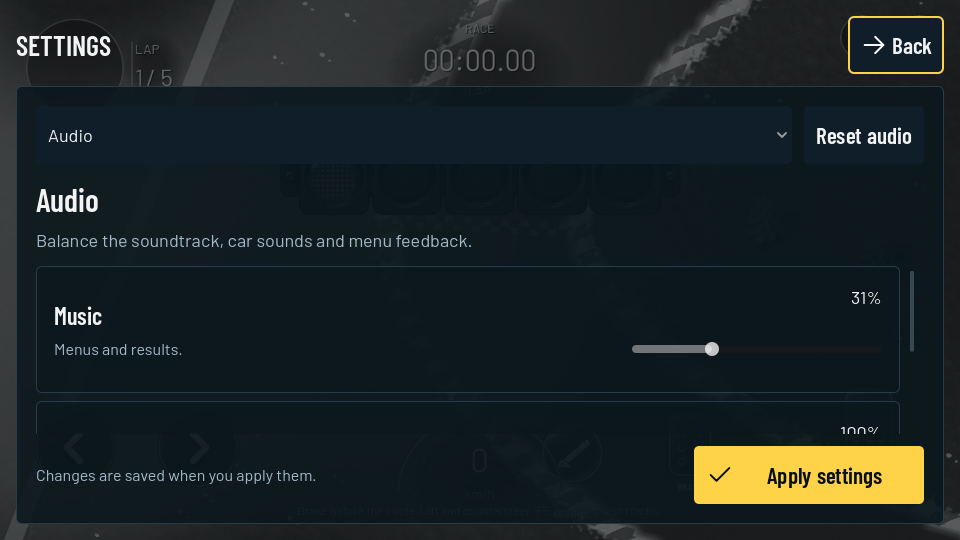 SETTINGS
LAP
1/5
RACE
00:00.00
Back
Audio
Reset audio
Audio
Balance the soundtrack, car sounds and menu feedback.
31%
Music
Menus and results.
100%
0
Changes are saved when you apply them.
Apply settings